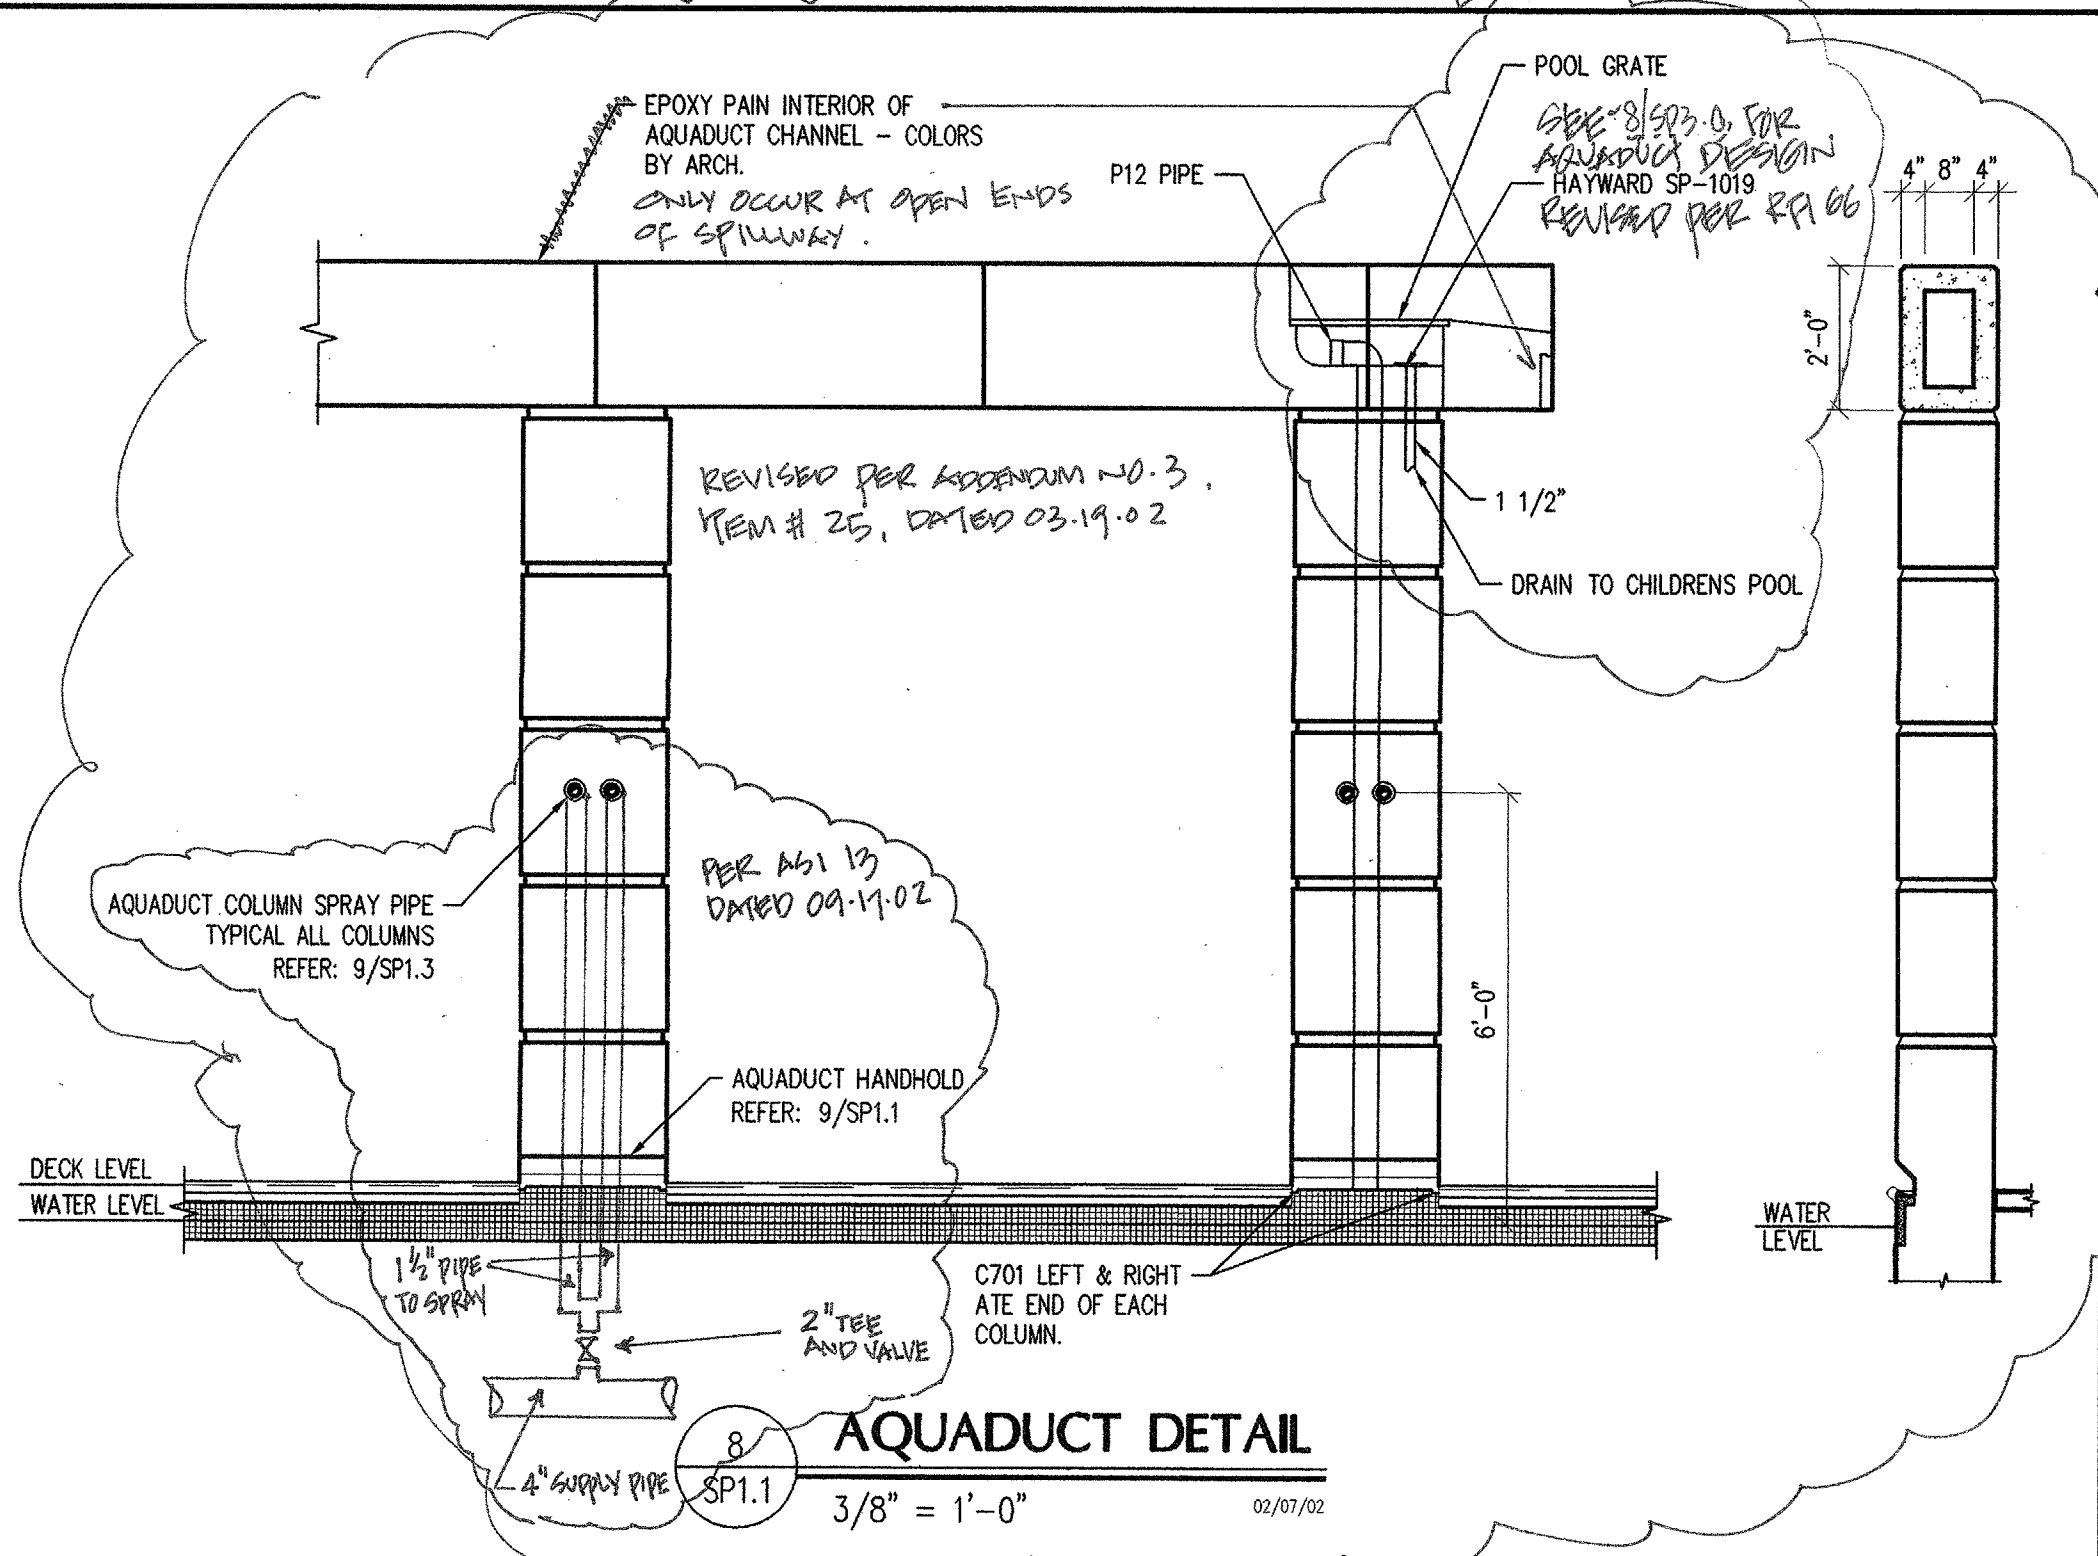 POOL GRATE
SEE 8/SP3.0, FOR
AQUADUCT DESIGN
HAYWARD SP-1019
REVISED PER RFI 66
EPOXY PAIN INTERIOR OF
AQUADUCT CHANNEL - COLORS
BY ARCH.
ONLY OCCUR AT OPEN ENDS
OF SPILLWAY.
P12 PIPE
4" 8" 4"
2'-0"
REVISED PER ADDENDUM NO.3,
ITEM # 25, DATED 03.19.02
1 1/2"
DRAIN TO CHILDRENS POOL
PER ASI 13
DATED 09.17.02
AQUADUCT COLUMN SPRAY PIPE
TYPICAL ALL COLUMNS
REFER: 9/SP1.3
6'-0"
AQUADUCT HANDHOLD
REFER: 9/SP1.1
DECK LEVEL
WATER LEVEL
WATER
LEVEL
1 1/2" PIPE
TO SPRAY
C701 LEFT & RIGHT
ATE END OF EACH
COLUMN.
2" TEE
AND VALVE
4" SUPPLY PIPE
8
SP1.1
AQUADUCT DETAIL
3/8" = 1'-0"
02/07/02